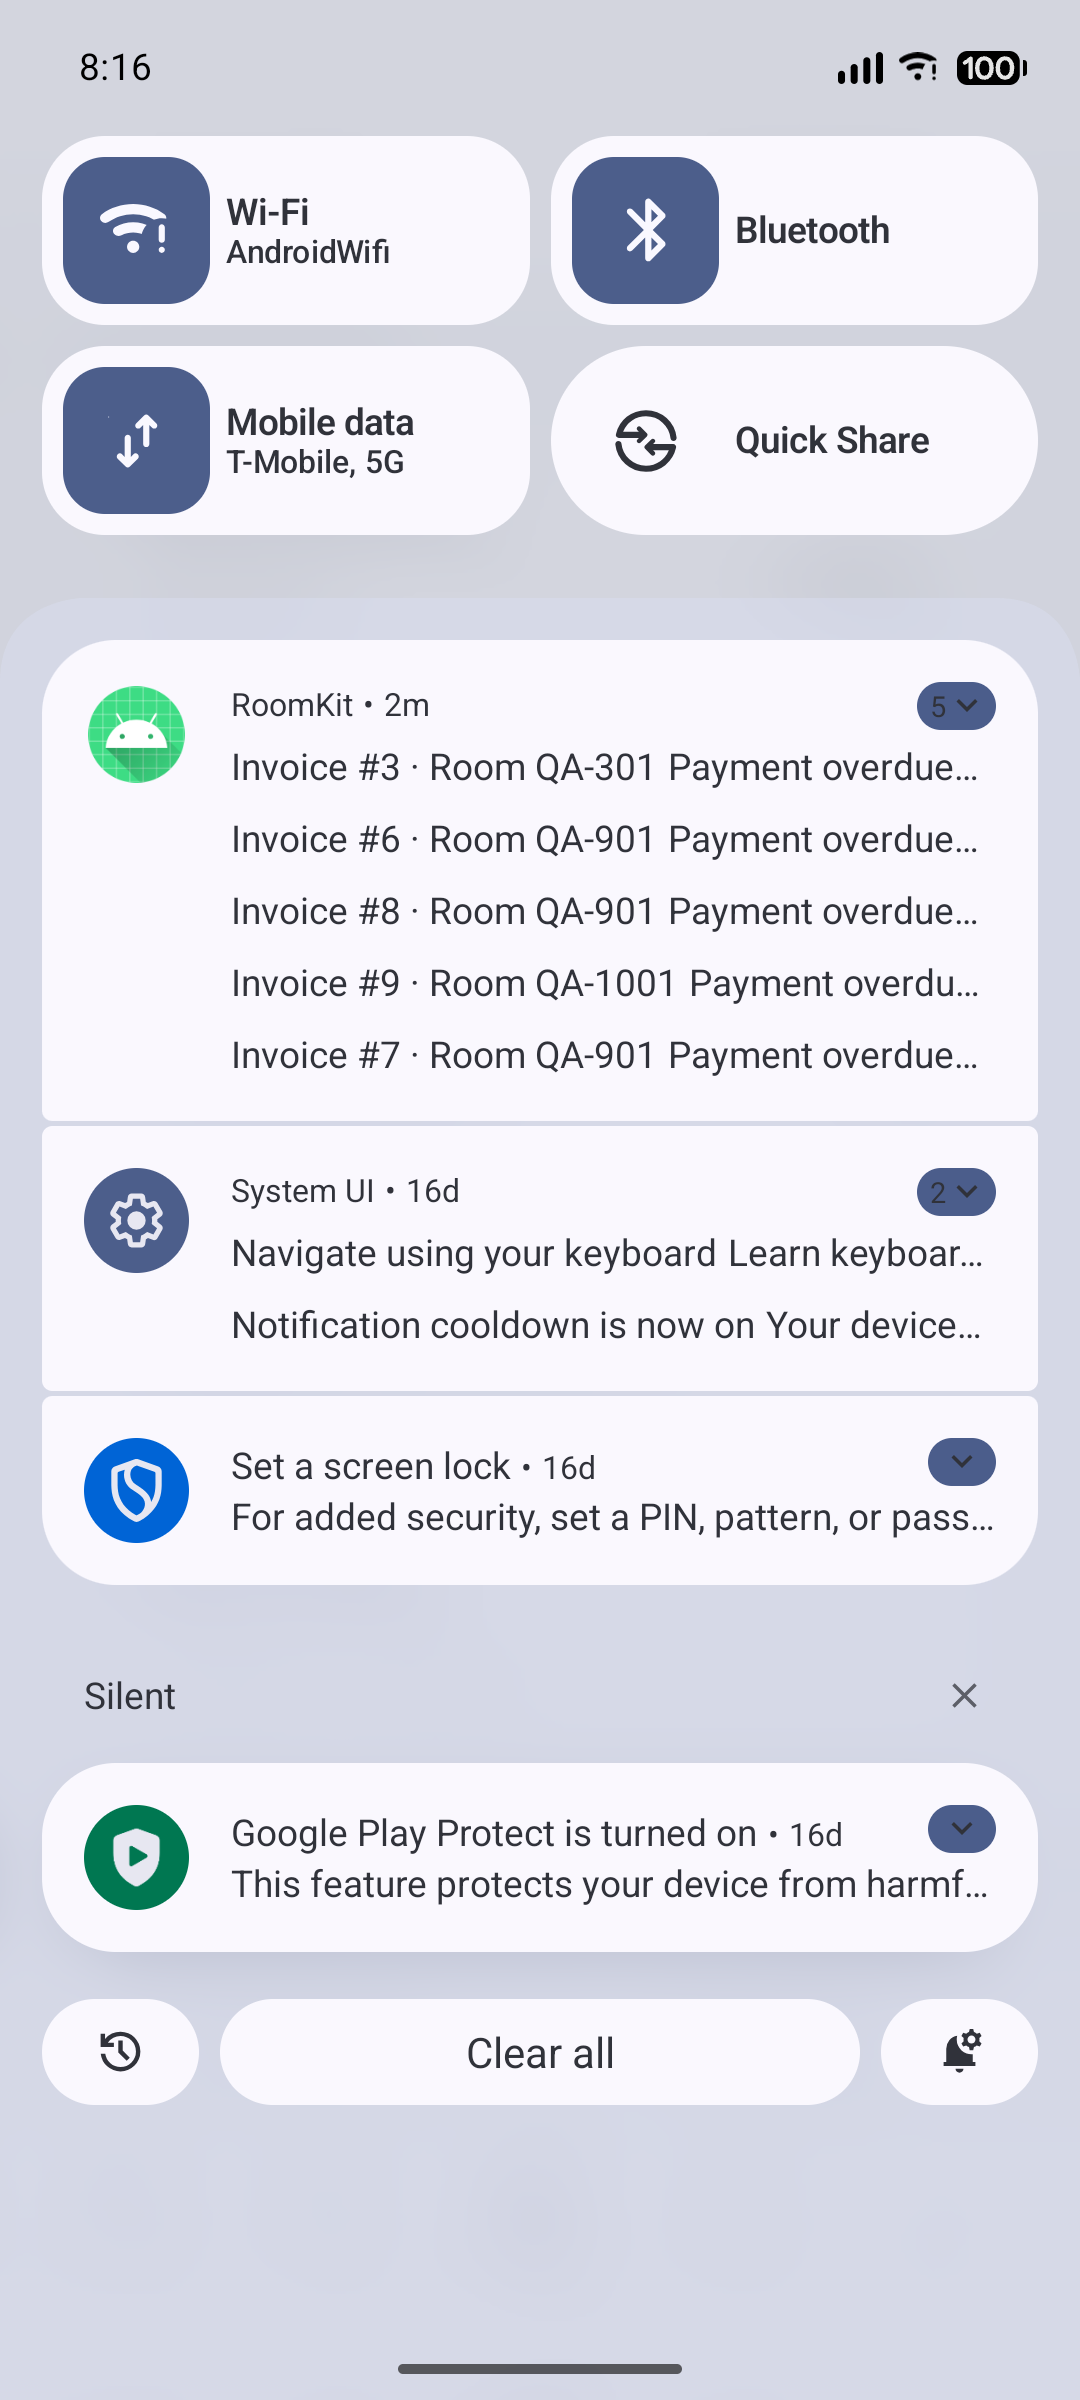 8:16
100
Wi-Fi
AndroidWifi
Bluetooth
Mobile data
T-Mobile, 5G
Quick Share
RoomKit • 2m
5
Invoice #3 · Room QA-301 Payment overdue…
Invoice #6 · Room QA-901 Payment overdue…
Invoice #8 · Room QA-901 Payment overdue…
Invoice #9 · Room QA-1001 Payment overdu…
Invoice #7 · Room QA-901 Payment overdue…
System UI • 16d
2
Navigate using your keyboard Learn keyboar…
Notification cooldown is now on Your device…
Set a screen lock • 16d
For added security, set a PIN, pattern, or pass…
Silent
Google Play Protect is turned on • 16d
This feature protects your device from harmf…
Clear all